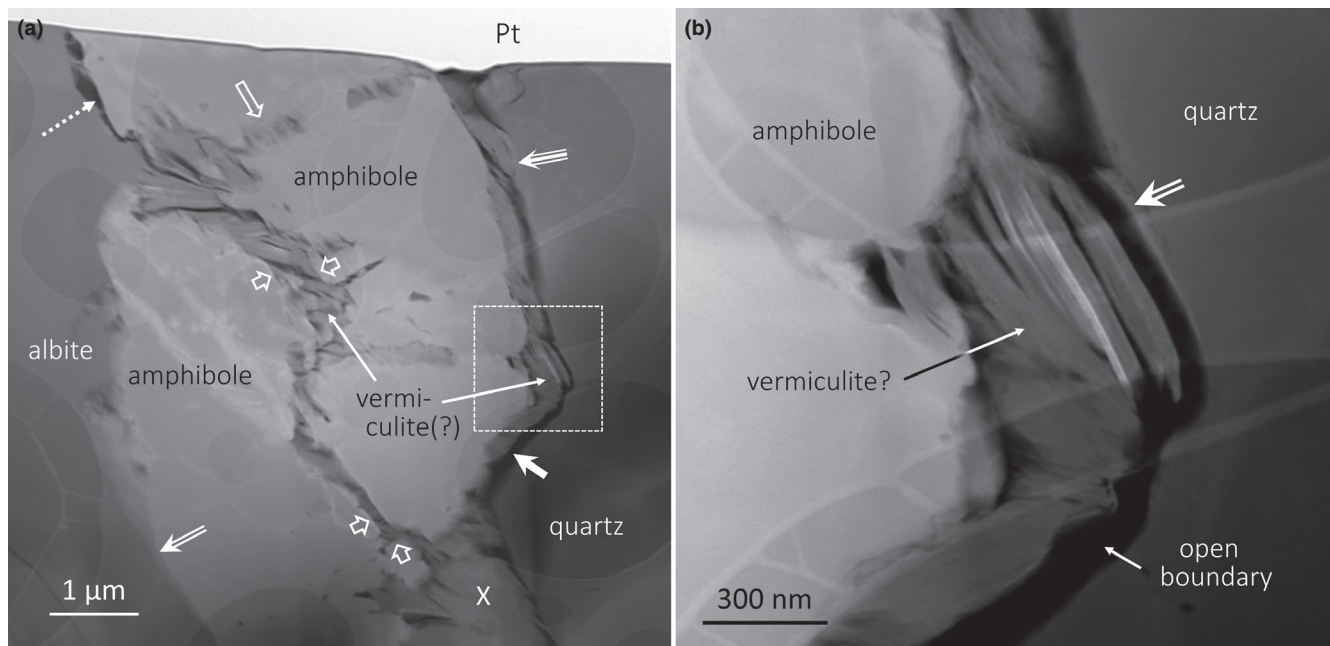 (a)
Pt
amphibole
albite
amphibole
vermi-
culite(?)
quartz
1 µm
X
(b)
quartz
amphibole
vermiculite?
open
boundary
300 nm